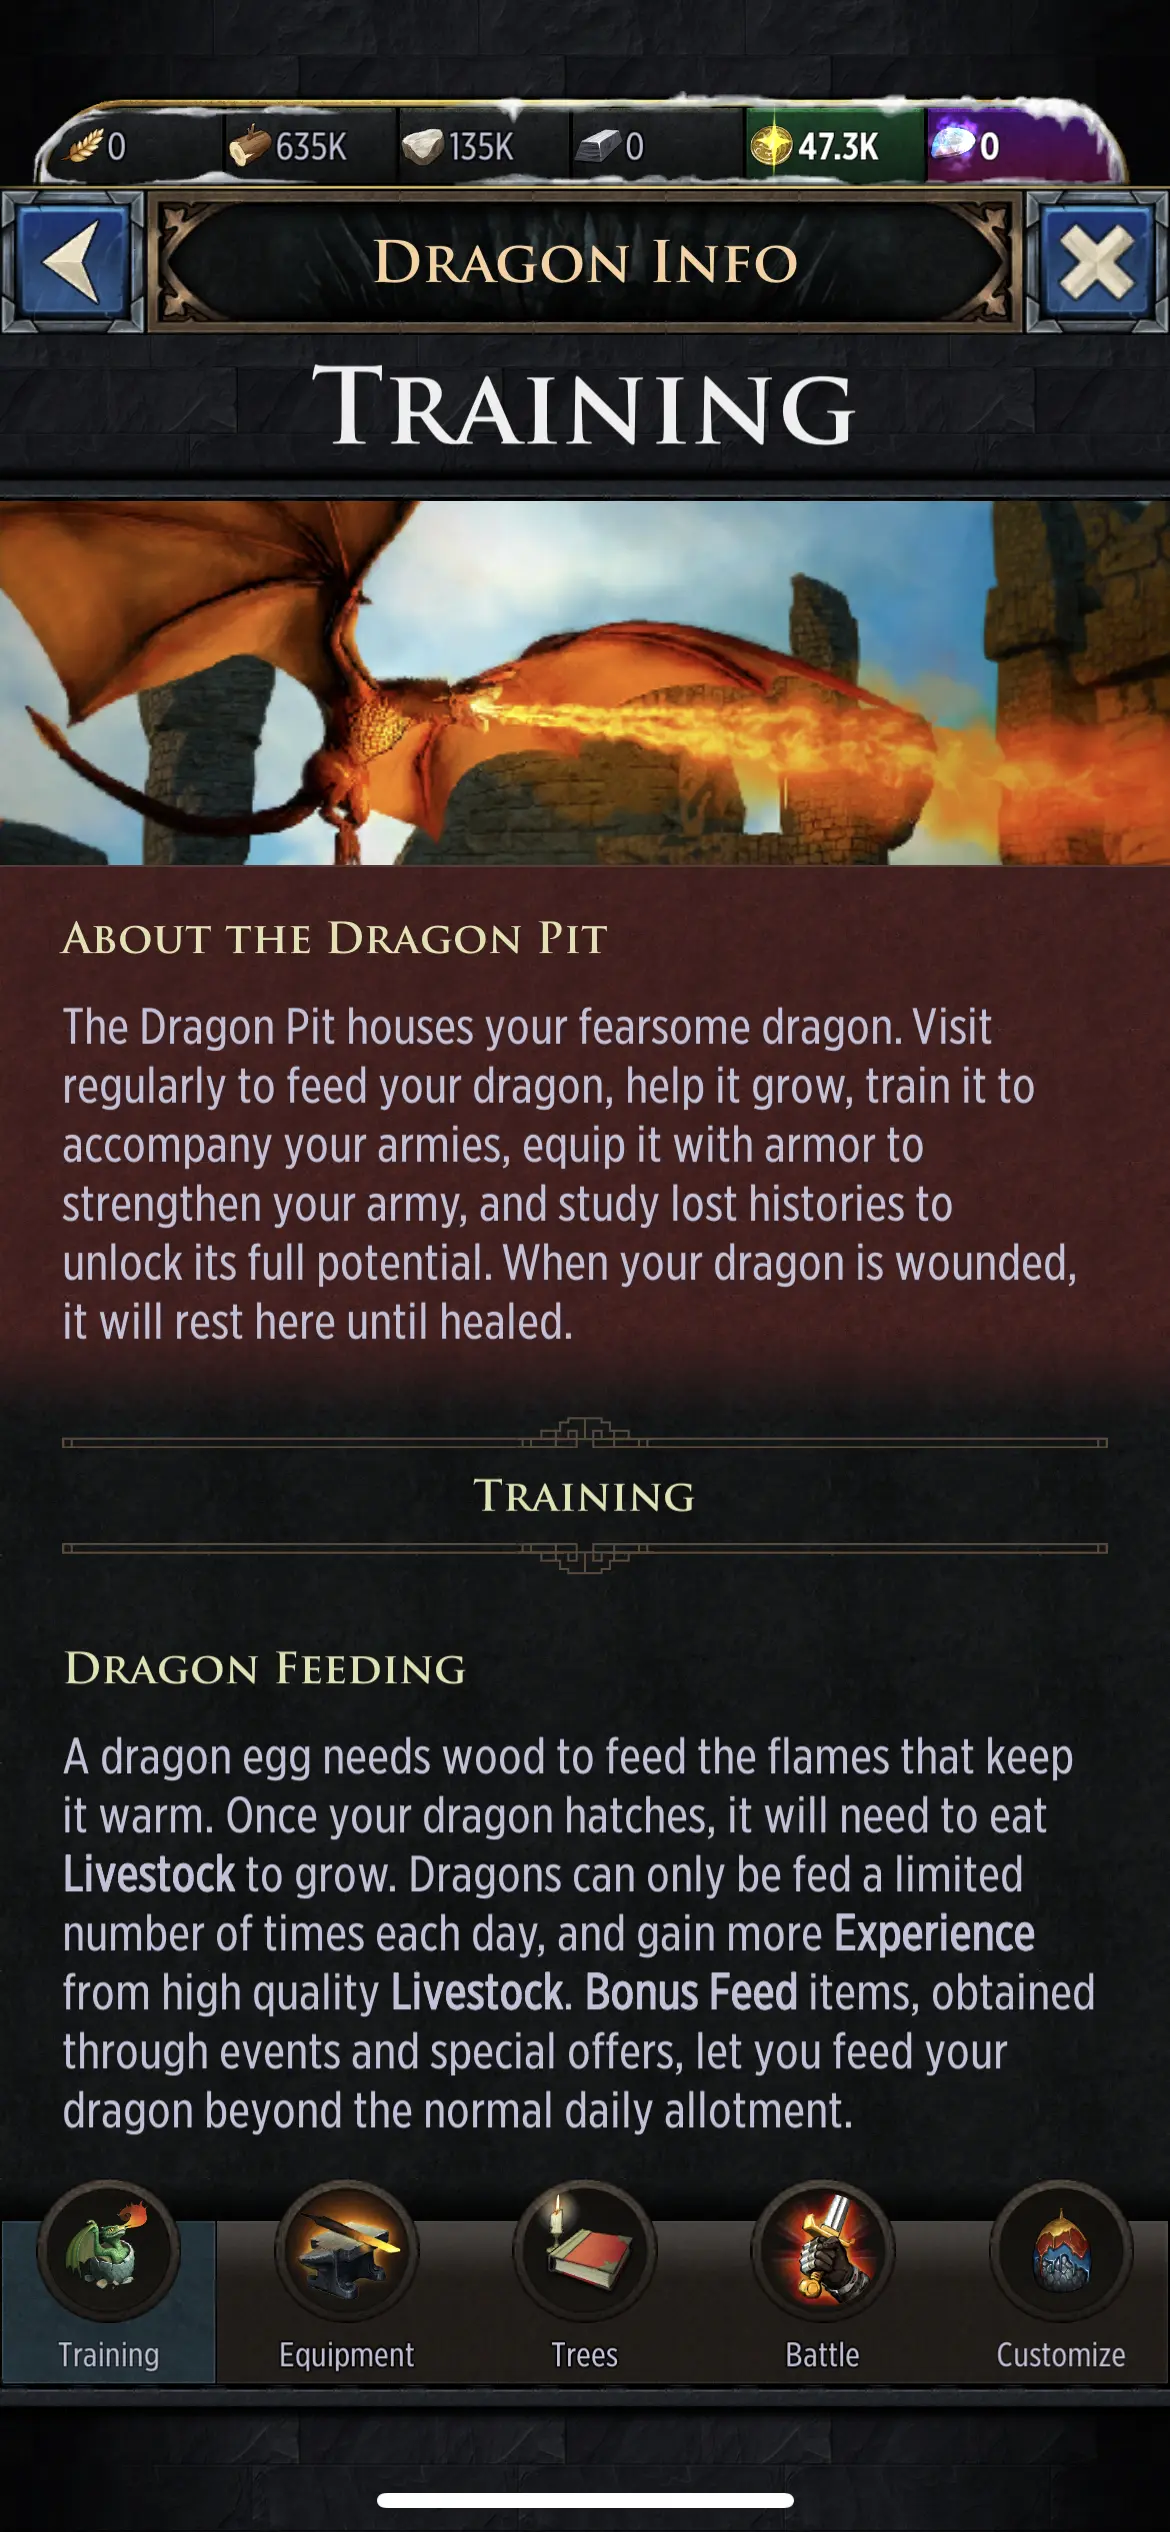 0 635K 135K 0 47.3K 0
DRAGON INFO
TRAINING
ABOUT THE DRAGON PIT
The Dragon Pit houses your fearsome dragon. Visit
regularly to feed your dragon, help it grow, train it to
accompany your armies, equip it with armor to
strengthen your army, and study lost histories to
unlock its full potential. When your dragon is wounded,
it will rest here until healed.
TRAINING
DRAGON FEEDING
A dragon egg needs wood to feed the flames that keep
it warm. Once your dragon hatches, it will need to eat
Livestock to grow. Dragons can only be fed a limited
number of times each day, and gain more Experience
from high quality Livestock. Bonus Feed items, obtained
through events and special offers, let you feed your
dragon beyond the normal daily allotment.
Training Equipment Trees Battle Customize